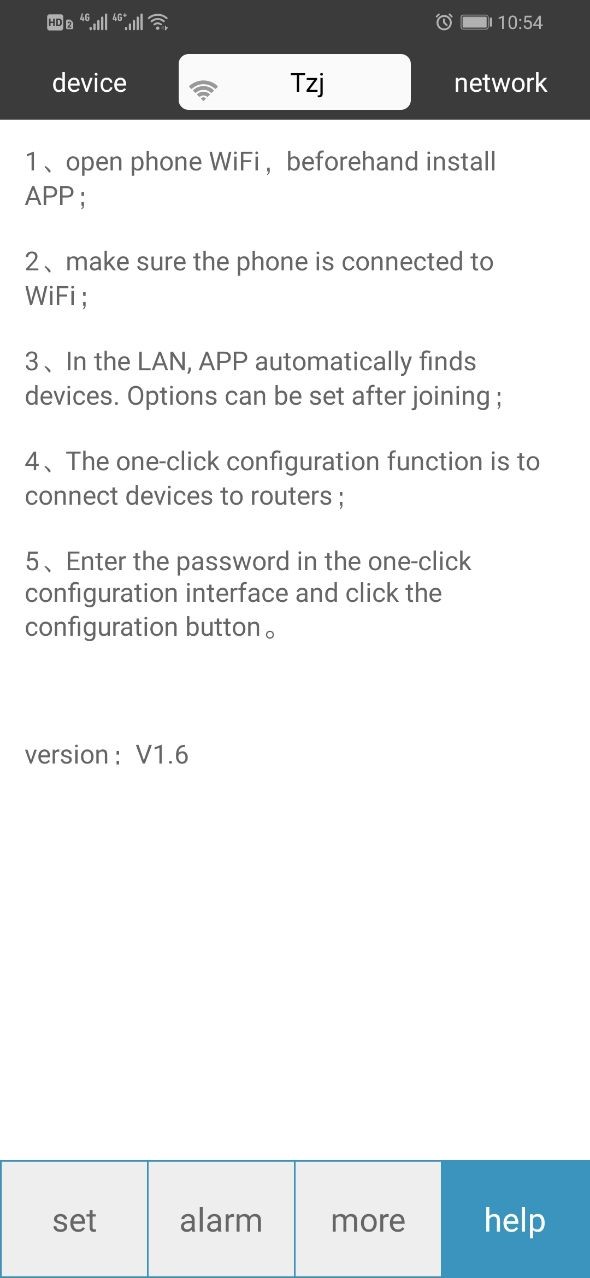 HD 2 4G 4G+ 10:54
device Tzj network
1、open phone WiFi，beforehand install
APP；
2、make sure the phone is connected to
WiFi；
3、In the LAN, APP automatically finds
devices. Options can be set after joining；
4、The one-click configuration function is to
connect devices to routers；
5、Enter the password in the one-click
configuration interface and click the
configuration button。
version：V1.6
set alarm more help